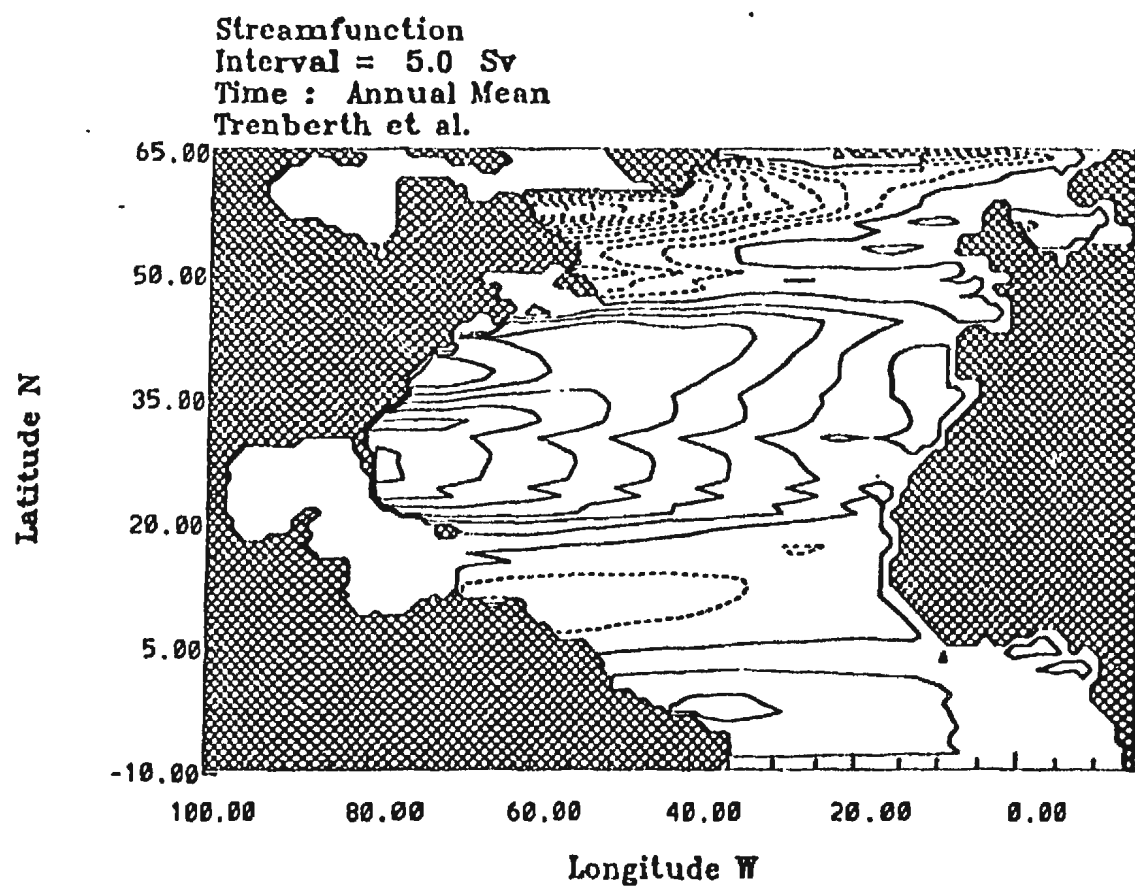 Streamfunction
Interval = 5.0 Sv
Time : Annual Mean
Trenberth et al.
65.00
50.00
35.00
20.00
5.00
-10.00
Latitude N
100.00 80.00 60.00 40.00 20.00 0.00
Longitude W